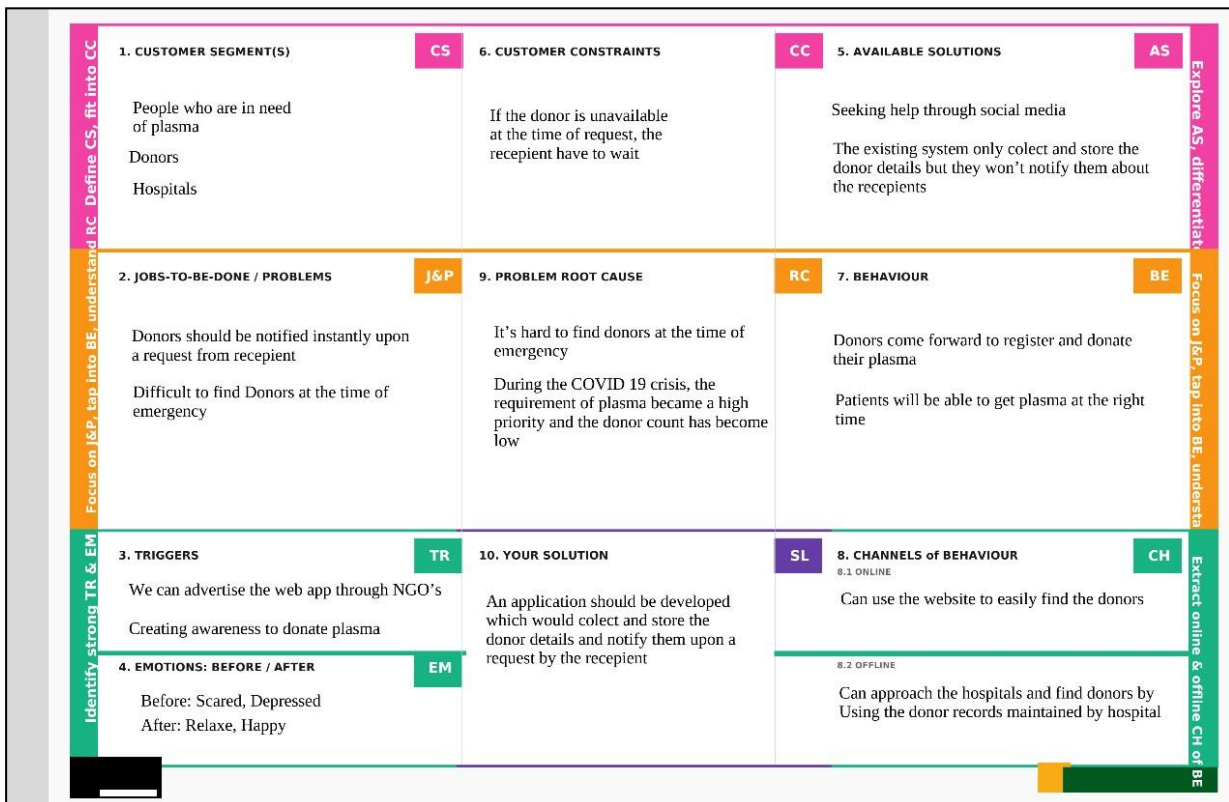 Define CS, fit into CC
1. CUSTOMER SEGMENT(S)
CS
People who are in need
of plasma
Donors
Hospitals
6. CUSTOMER CONSTRAINTS
CC
If the donor is unavailable
at the time of request, the
recepient have to wait
5. AVAILABLE SOLUTIONS
AS
Seeking help through social media
The existing system only colect and store the
donor details but they won’t notify them about
the recepients
Explore AS, differentiate
Focus on J&P, tap into BE, understand RC
2. JOBS-TO-BE-DONE / PROBLEMS
J&P
Donors should be notified instantly upon
a request from recepient
Difficult to find Donors at the time of
emergency
9. PROBLEM ROOT CAUSE
RC
It’s hard to find donors at the time of
emergency
During the COVID 19 crisis, the
requirement of plasma became a high
priority and the donor count has become
low
7. BEHAVIOUR
BE
Donors come forward to register and donate
their plasma
Patients will be able to get plasma at the right
time
Focus on J&P, tap into BE, understa
Identify strong TR & EM
3. TRIGGERS
TR
We can advertise the web app through NGO’s
Creating awareness to donate plasma
4. EMOTIONS: BEFORE / AFTER
EM
Before: Scared, Depressed
After: Relaxe, Happy
10. YOUR SOLUTION
SL
An application should be developed
which would colect and store the
donor details and notify them upon a
request by the recepient
8. CHANNELS of BEHAVIOUR
CH
8.1 ONLINE
Can use the website to easily find the donors
8.2 OFFLINE
Can approach the hospitals and find donors by
Using the donor records maintained by hospital
Extract online & offline CH of BE